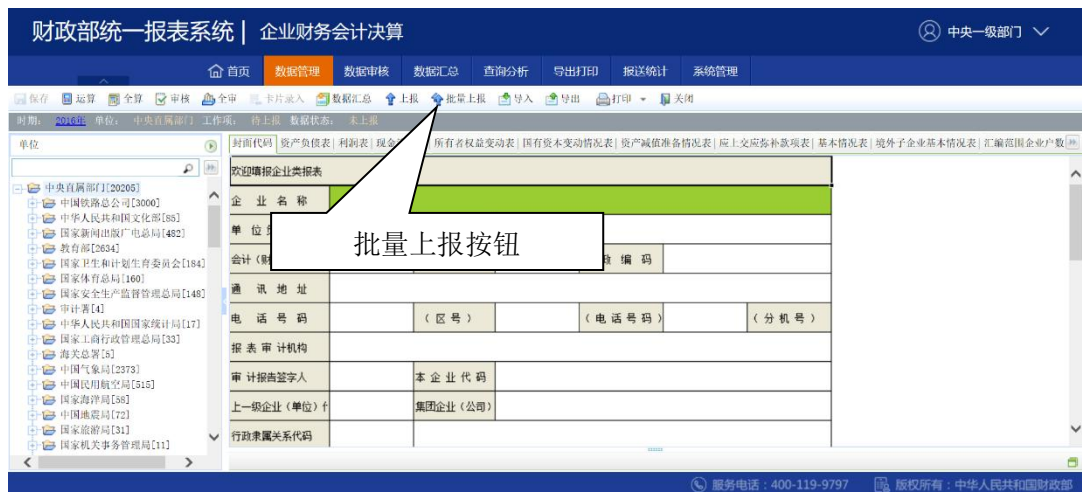 财政部统一报表系统 | 企业财务会计决算 中央一级部门
首页 数据管理 数据审核 数据汇总 查询分析 导出打印 报送统计 系统管理
保存 运算 全算 审核 全审 卡片录入 数据汇总 上报 批量上报 导入 导出 打印 关闭
时期: 2016年 单位: 中央直属部门 工作项: 待上报 数据状态: 未上报
单位
封面代码 资产负债表 利润表 现金 所有者权益变动表 国有资本变动情况表 资产减值准备情况表 应上交应弥补款项表 基本情况表 境外子企业基本情况表 汇编范围企业户数
中央直属部门[20205]
中国铁路总公司[3000]
中华人民共和国文化部[85]
国家新闻出版广电总局[482]
教育部[2634]
国家卫生和计划生育委员会[184]
国家体育总局[160]
国家安全生产监督管理总局[148]
审计署[4]
中华人民共和国国家统计局[17]
国家工商行政管理总局[33]
海关总署[5]
中国气象局[2373]
中国民用航空局[515]
国家海洋局[58]
中国地震局[72]
国家旅游局[31]
国家机关事务管理局[11]
欢迎填报企业类报表
企 业 名 称
单 位
会计(财 编 码
通 讯 地 址
电 话 号 码 (区号) (电话号码) (分机号)
报 表 审 计机构
审 计报告签字人 本 企 业 代 码
上一级企业(单位) 集团企业(公司)
行政隶属关系代码
批量上报按钮
服务电话:400-119-9797 版权所有:中华人民共和国财政部